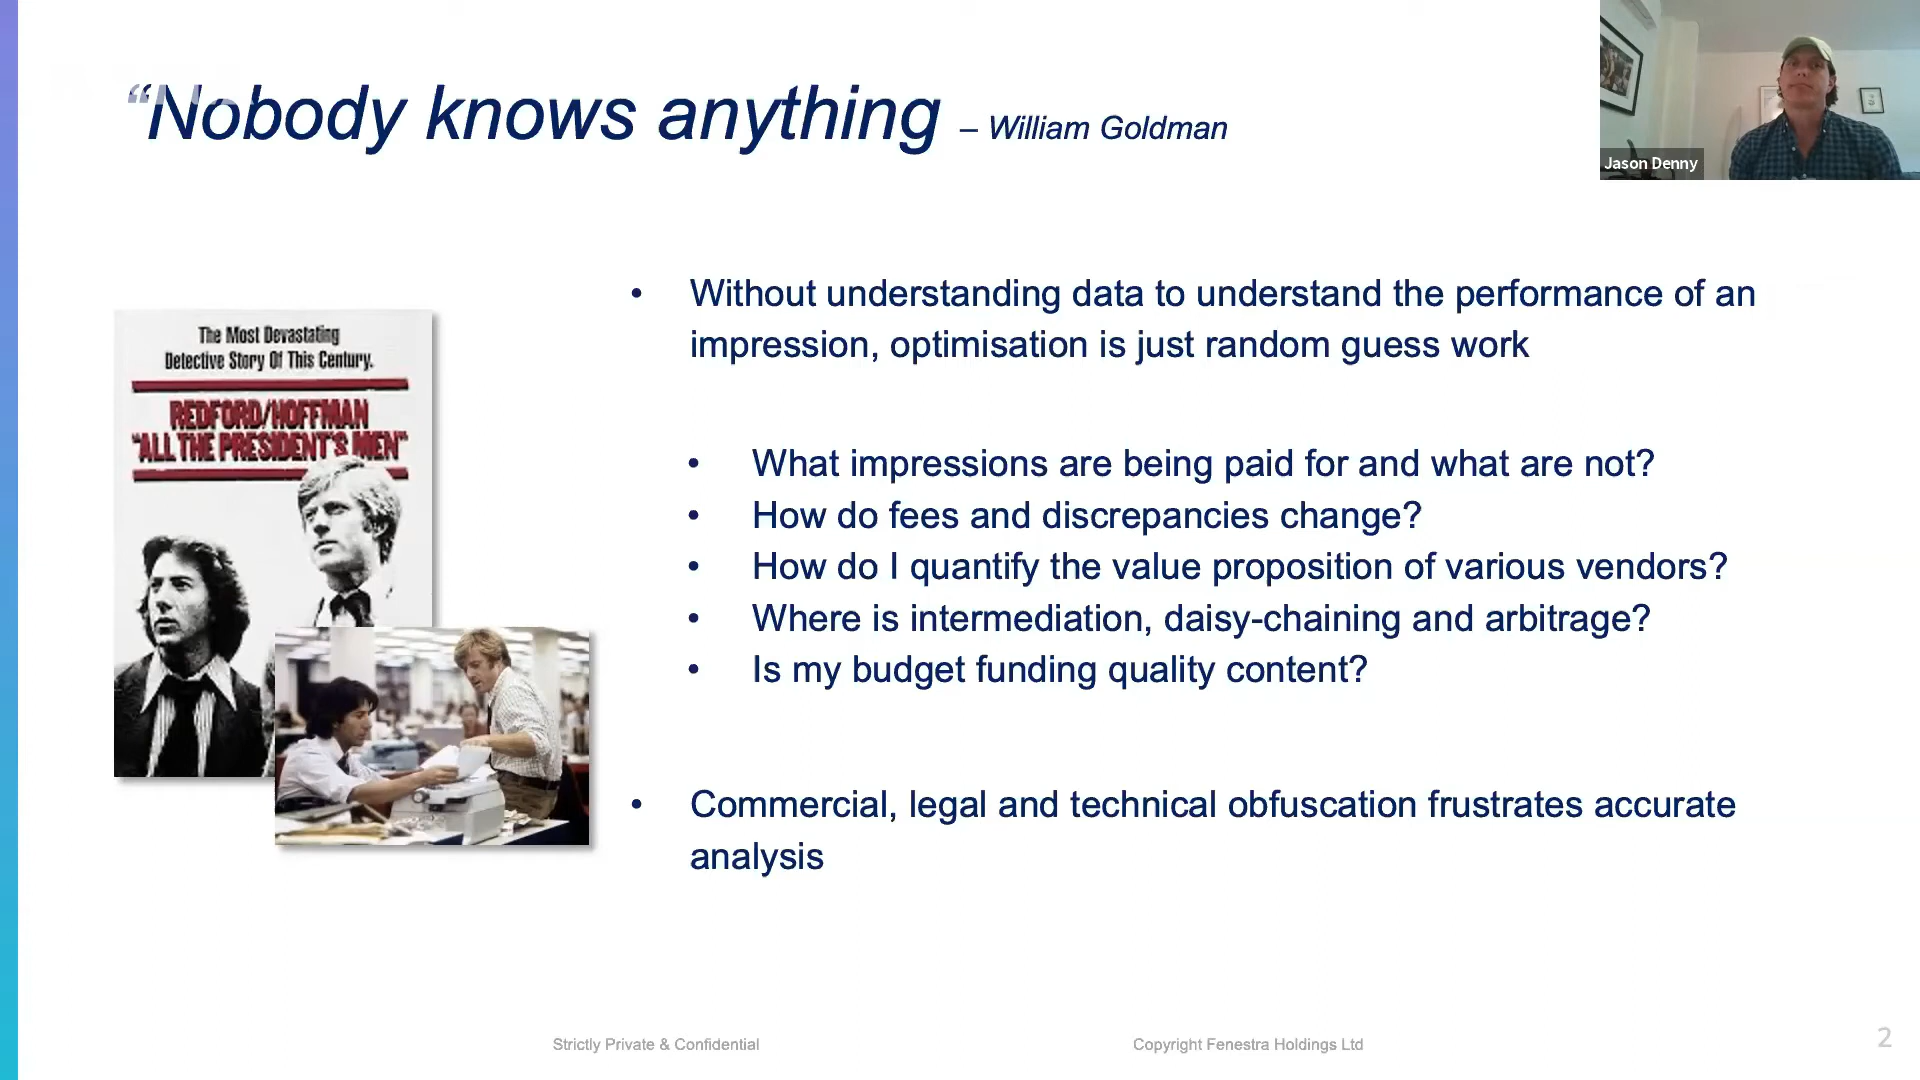 “Nobody knows anything – William Goldman
Jason Denny
The Most Devastating
Detective Story Of This Century.
REDFORD/HOFFMAN
"ALL THE PRESIDENT'S MEN"
• Without understanding data to understand the performance of an
impression, optimisation is just random guess work
• What impressions are being paid for and what are not?
• How do fees and discrepancies change?
• How do I quantify the value proposition of various vendors?
• Where is intermediation, daisy-chaining and arbitrage?
• Is my budget funding quality content?
• Commercial, legal and technical obfuscation frustrates accurate
analysis
Strictly Private & Confidential
Copyright Fenestra Holdings Ltd
2